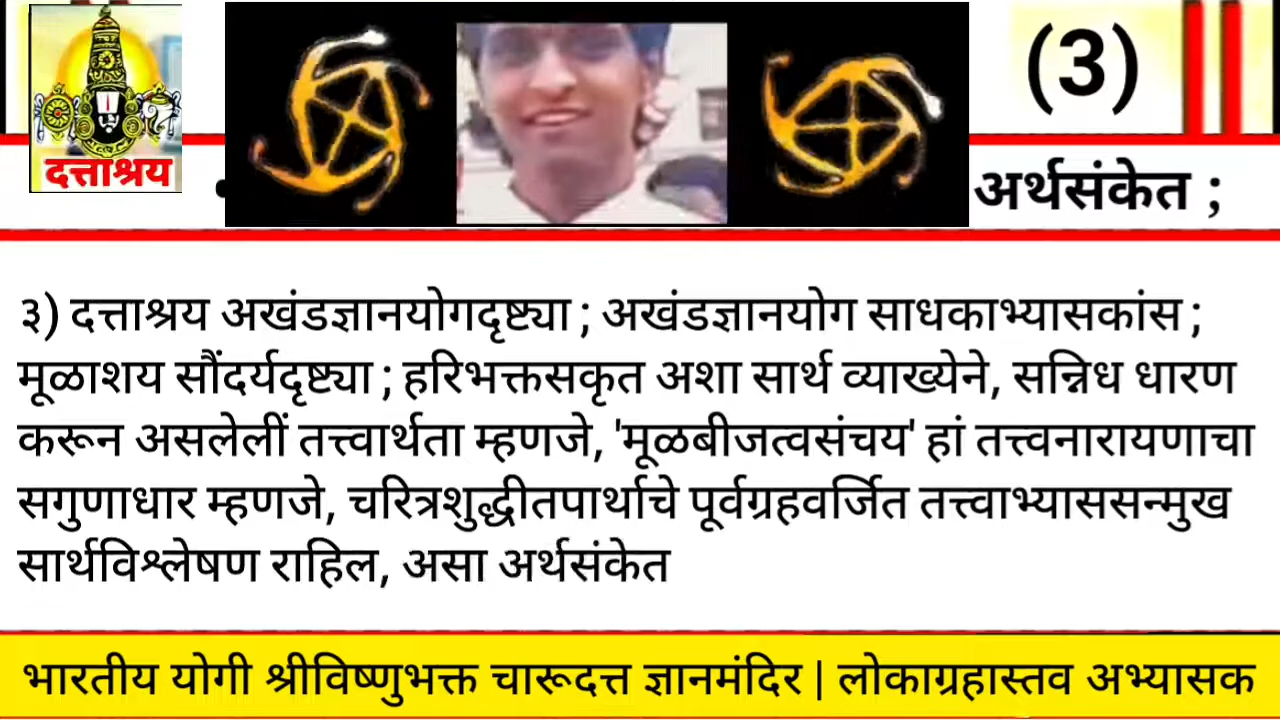 (3)
दत्ताश्रय
अर्थसंकेत ;
३) दत्ताश्रय अखंडज्ञानयोगदृष्ट्या ; अखंडज्ञानयोग साधकाभ्यासकांस ;
मूळाशय सौंदर्यदृष्ट्या ; हरिभक्तसकृत अशा सार्थ व्याख्येने, सन्निध धारण
करून असलेलीं तत्त्वार्थता म्हणजे, 'मूळबीजत्वसंचय' हां तत्त्वनारायणाचा
सगुणाधार म्हणजे, चरित्रशुद्धीतपार्थाचे पूर्वग्रहवर्जित तत्त्वाभ्याससन्मुख
सार्थविश्लेषण राहिल, असा अर्थसंकेत
भारतीय योगी श्रीविष्णुभक्त चारूदत्त ज्ञानमंदिर | लोकाग्रहास्तव अभ्यासक